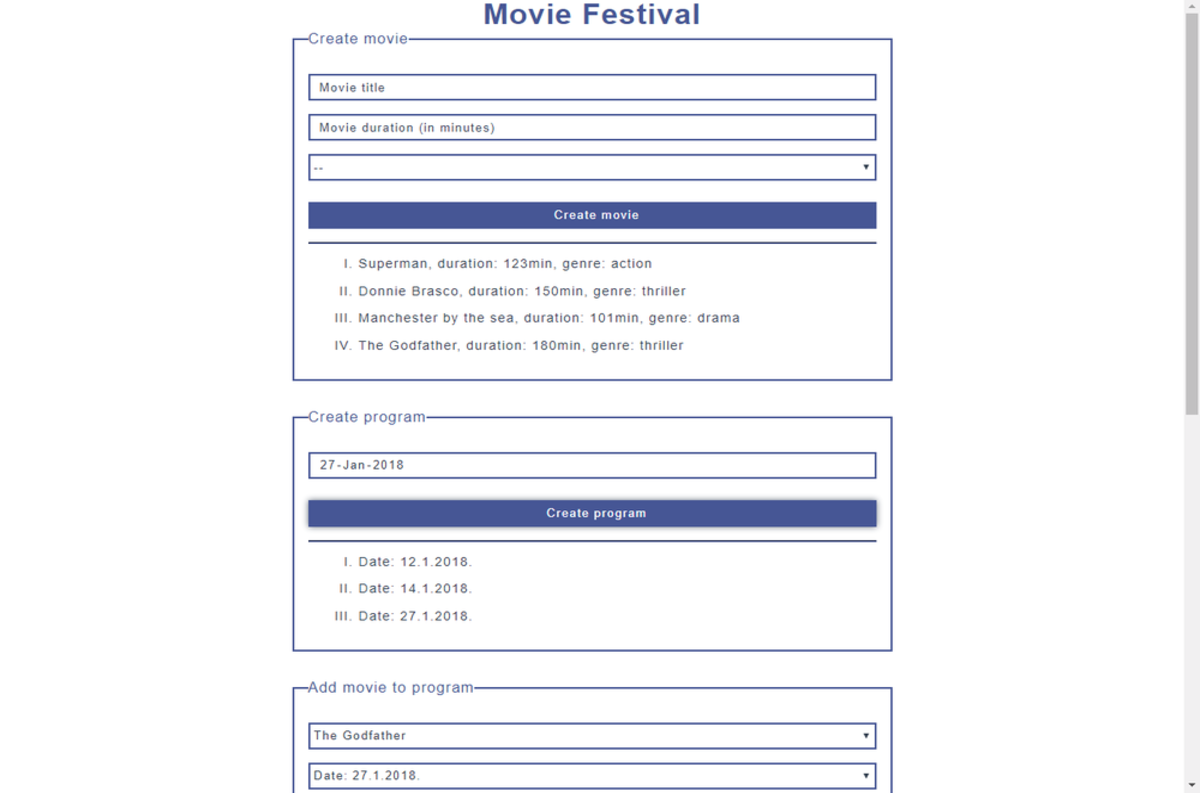 Movie Festival
Create movie
Movie title
Movie duration (in minutes)
--
Create movie
I. Superman, duration: 123min, genre: action
II. Donnie Brasco, duration: 150min, genre: thriller
III. Manchester by the sea, duration: 101min, genre: drama
IV. The Godfather, duration: 180min, genre: thriller
Create program
27-Jan-2018
Create program
I. Date: 12.1.2018.
II. Date: 14.1.2018.
III. Date: 27.1.2018.
Add movie to program
The Godfather
Date: 27.1.2018.